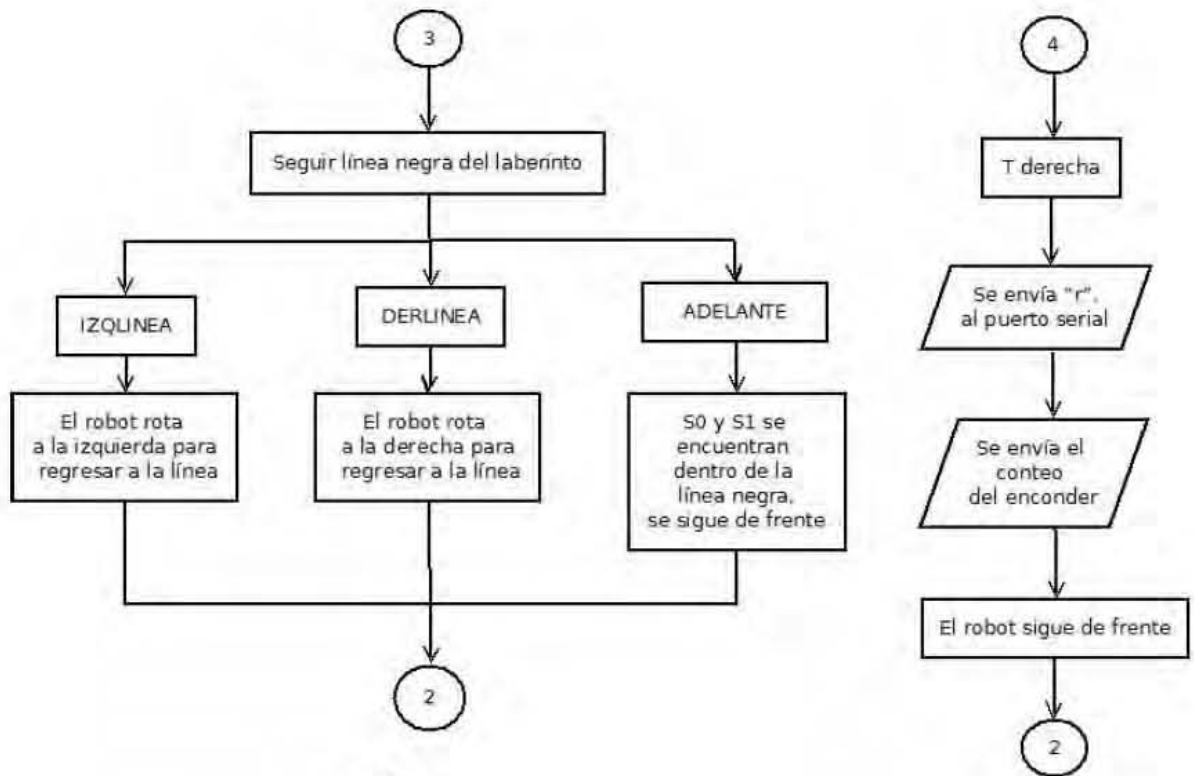 3
Seguir línea negra del laberinto
IZQLINEA
El robot rota
a la izquierda para
regresar a la línea
DERLINEA
El robot rota
a la derecha para
regresar a la línea
ADELANTE
S0 y S1 se
encuentran
dentro de la
línea negra,
se sigue de frente
2
4
T derecha
Se envía "r",
al puerto serial
Se envía el
conteo
del enconder
El robot sigue de frente
2